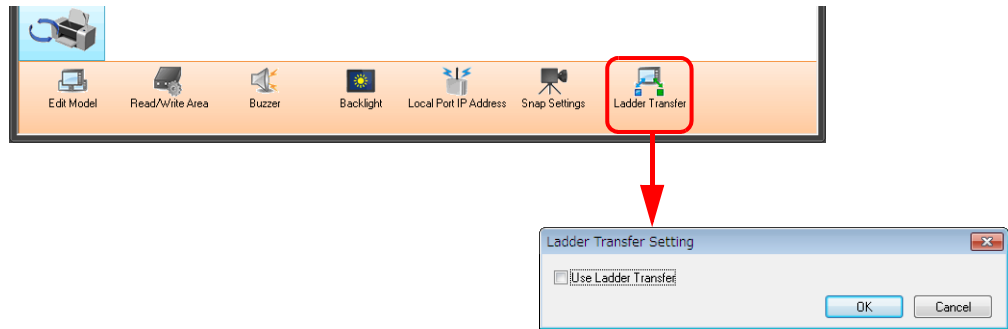 Edit Model Read/Write Area Buzzer Backlight Local Port IP Address Snap Settings Ladder Transfer
Ladder Transfer Setting
Use Ladder Transfer
OK Cancel